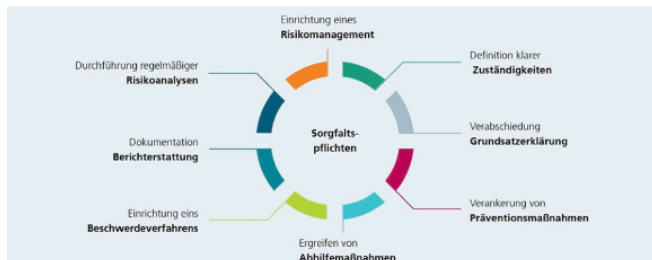 Einrichtung eines
Risikomanagement
Definition klarer
Zuständigkeiten
Verabschiedung
Grundsatzerklärung
Verankerung von
Präventionsmaßnahmen
Ergreifen von
Abhilfemaßnahmen
Einrichtung eins
Beschwerdeverfahrens
Dokumentation
Berichterstattung
Durchführung regelmäßiger
Risikoanalysen
Sorgfalts-
pflichten